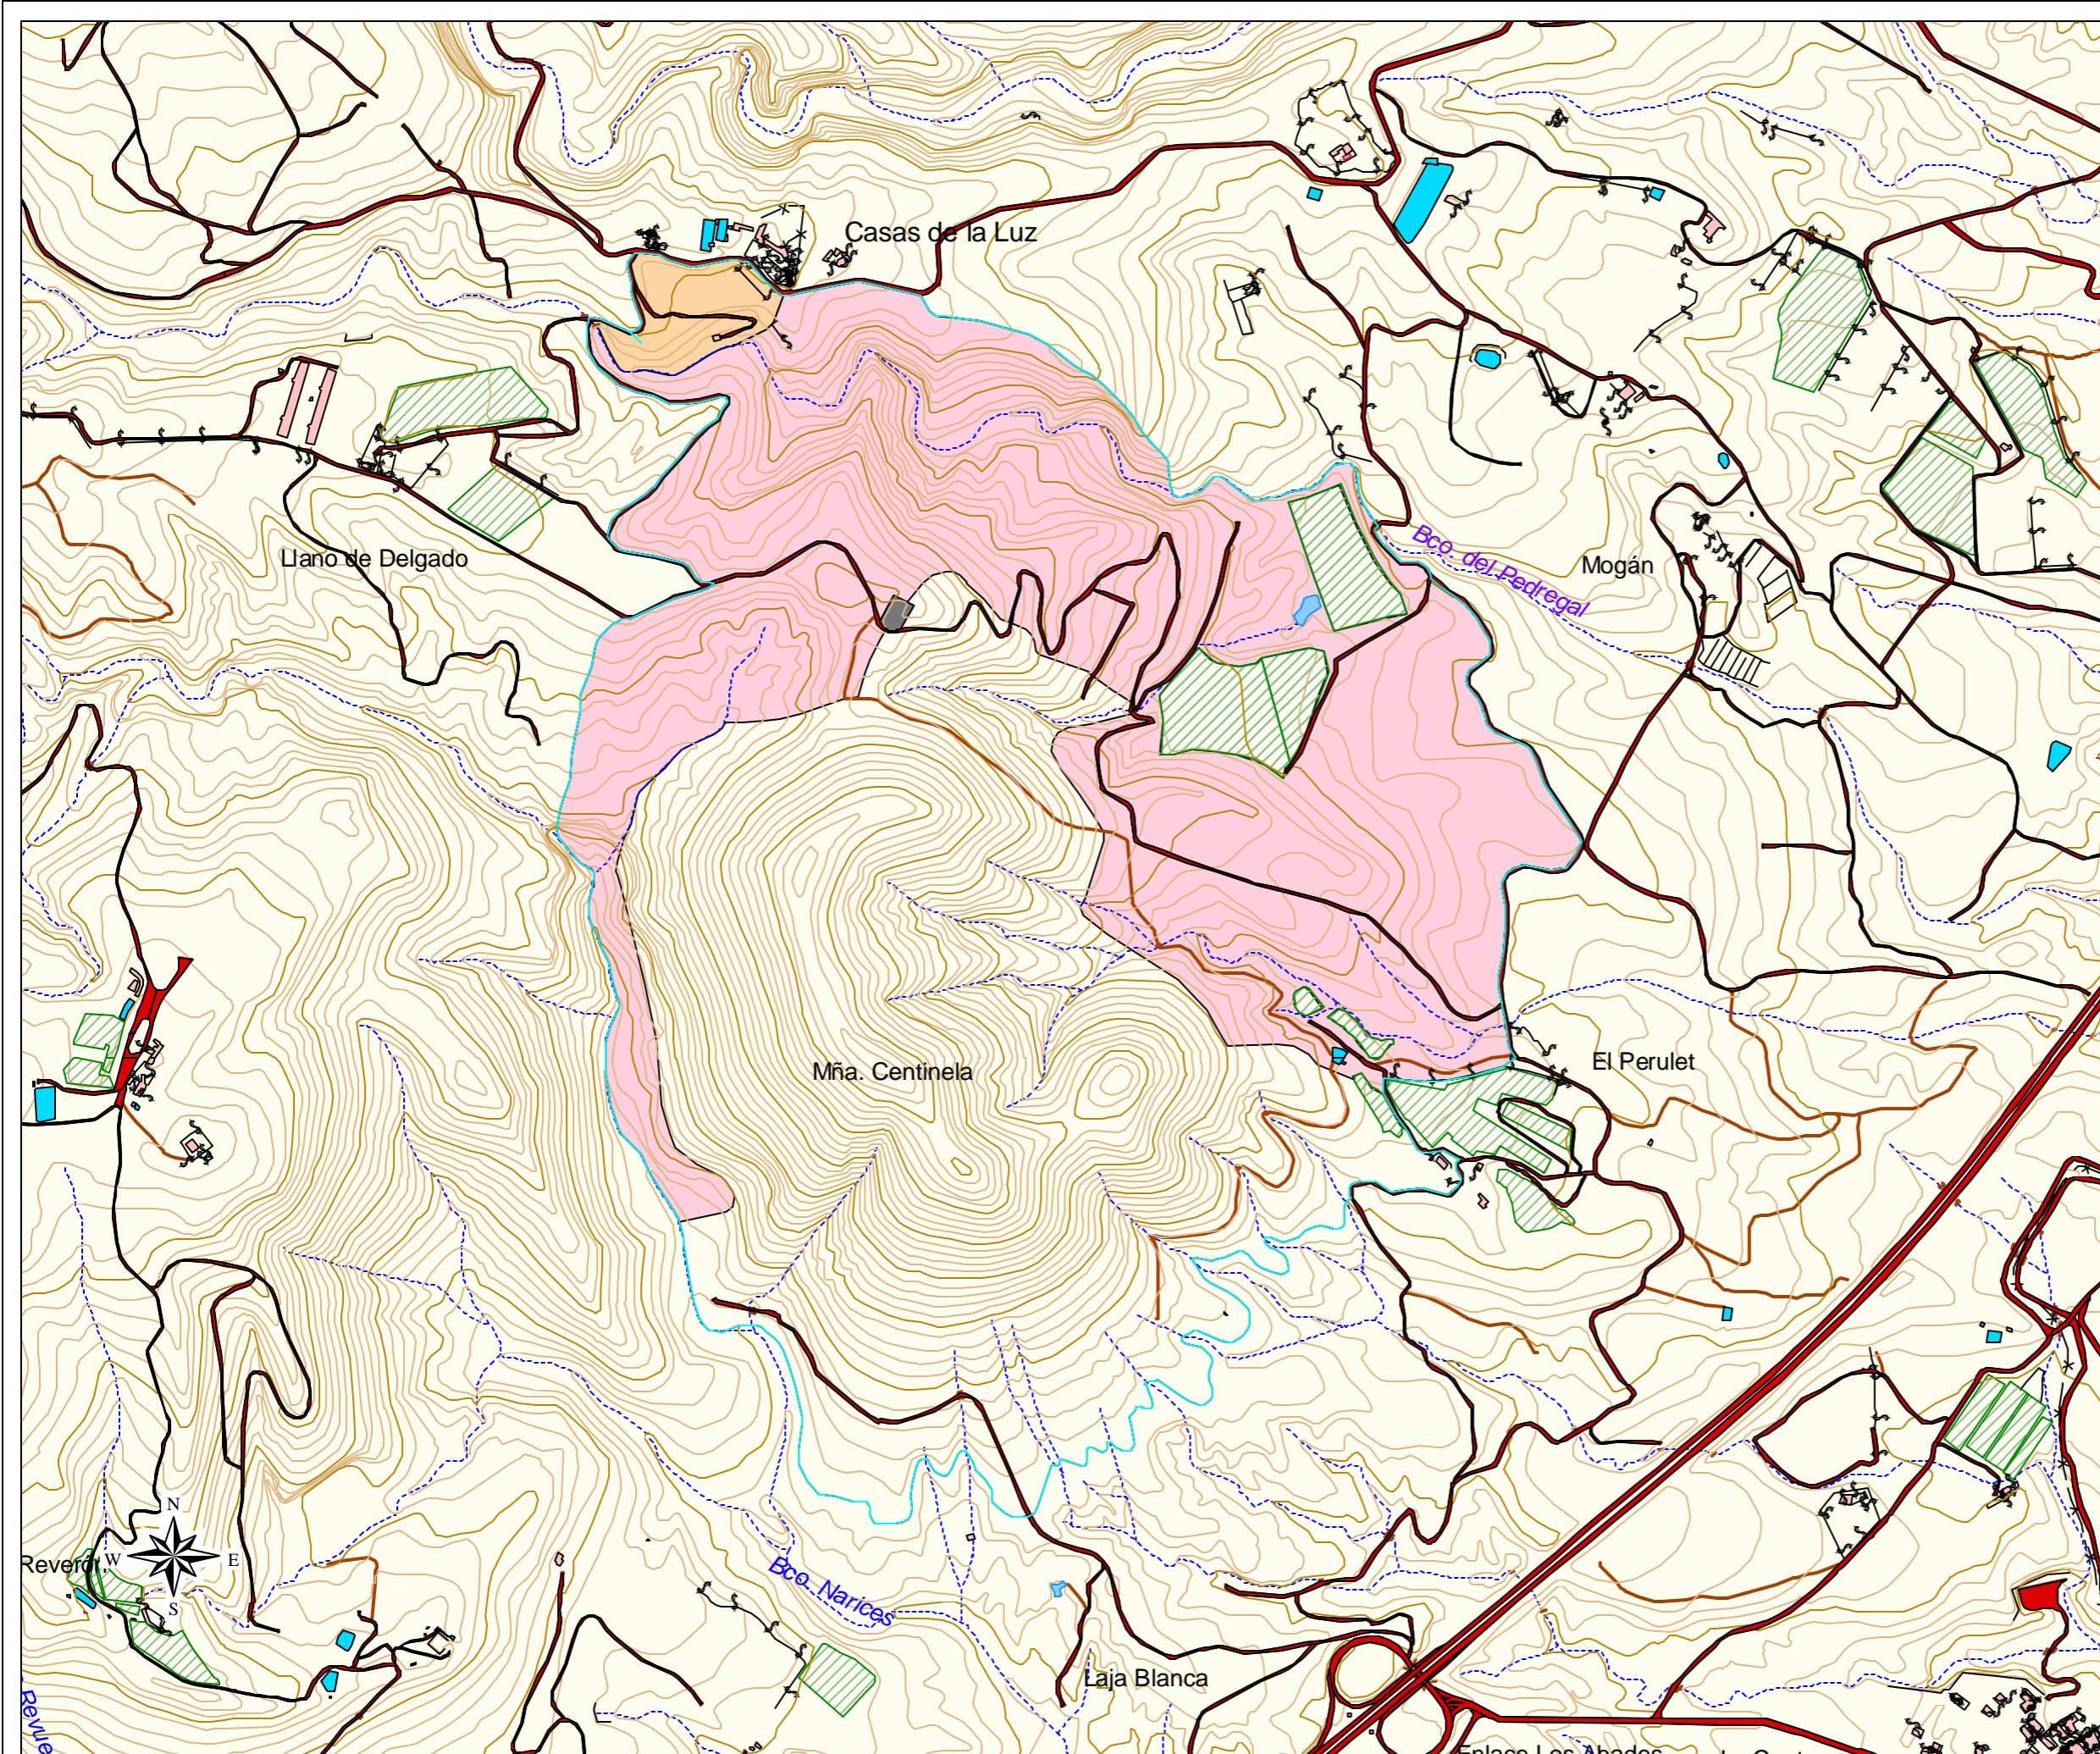 Casas de la Luz
Llano de Delgado
Bco. del Pedregal
Mogán
Mña. Centinela
El Perulet
N
W
E
S
Bco. Narices
Laja Blanca
Enlace Los Abades